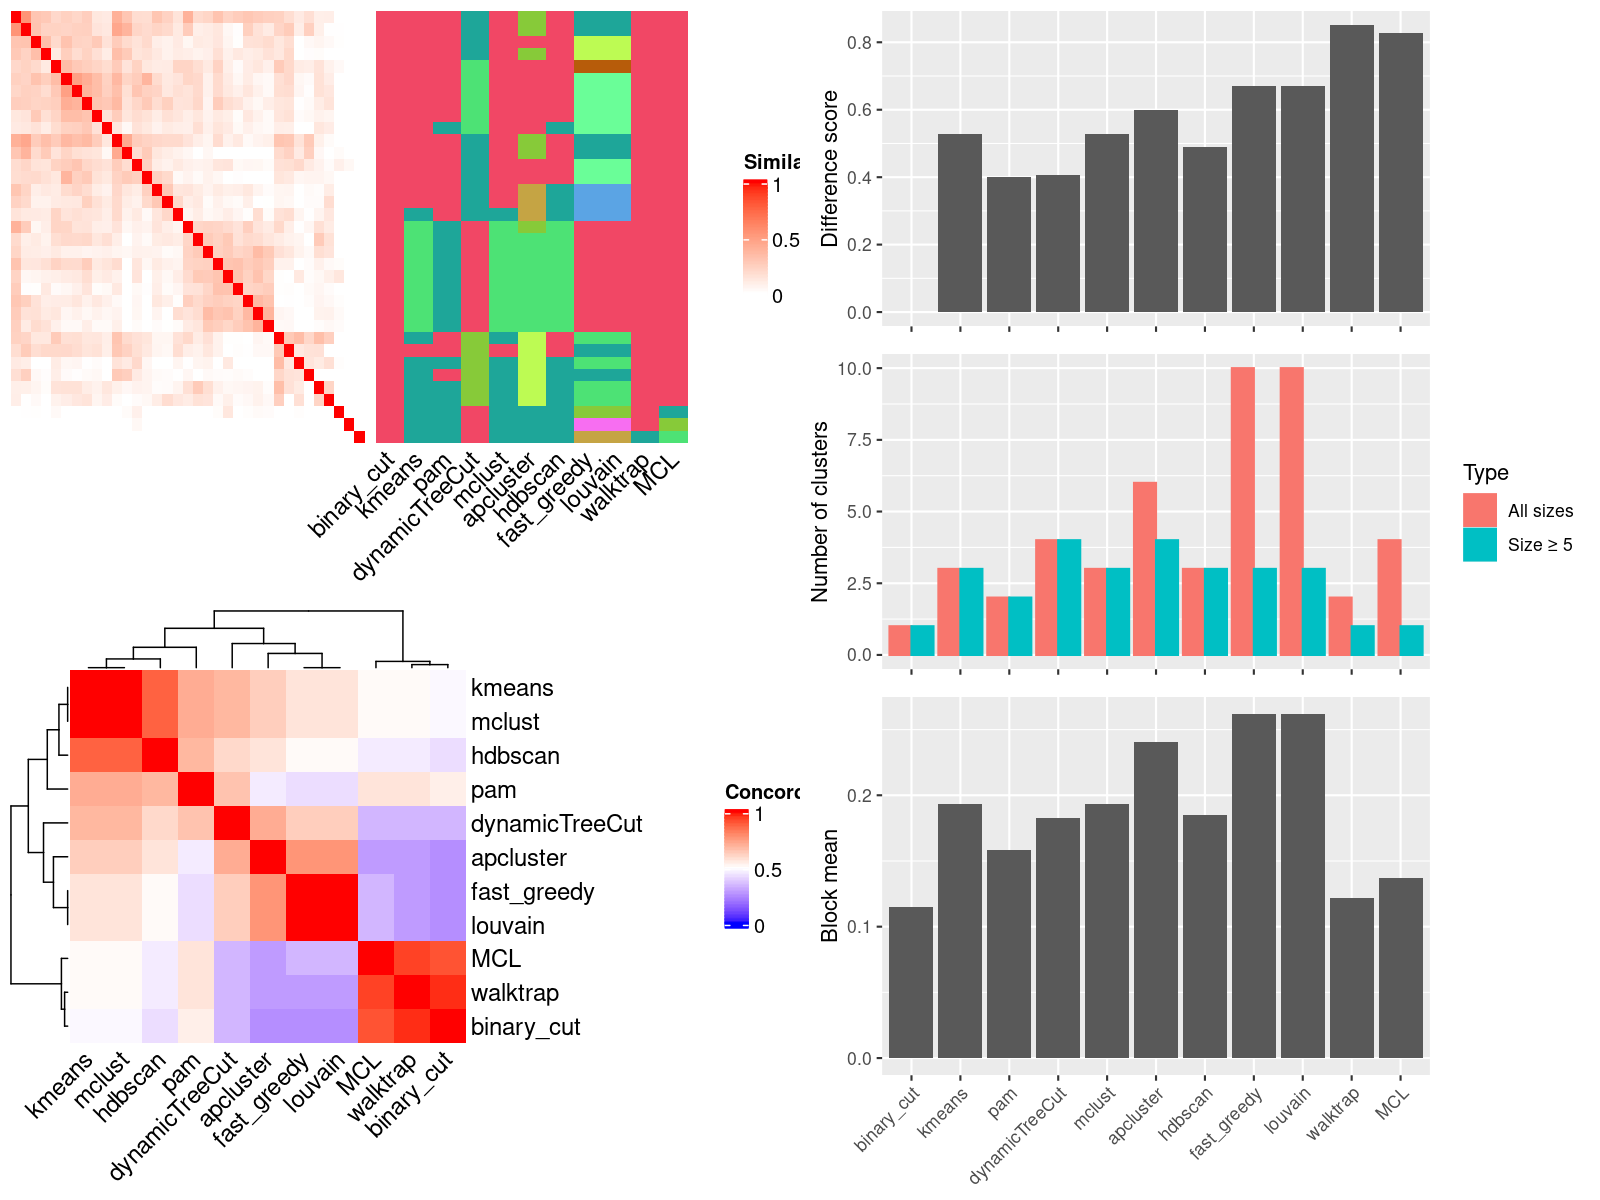 Simila
1
0.5
0
binary_cut
kmeans
pam
dynamicTreeCut
mclust
apcluster
hdbscan
fast_greedy
louvain
walktrap
MCL
kmeans
mclust
hdbscan
pam
dynamicTreeCut
apcluster
fast_greedy
louvain
MCL
walktrap
binary_cut
Concord
1
0.5
0
kmeans
mclust
hdbscan
pam
dynamicTreeCut
apcluster
fast_greedy
louvain
MCL
walktrap
binary_cut
Difference score
0.8
0.6
0.4
0.2
0.0
Number of clusters
10.0
7.5
5.0
2.5
0.0
Type
All sizes
Size ≥ 5
Block mean
0.2
0.1
0.0
binary_cut
kmeans
pam
dynamicTreeCut
mclust
apcluster
hdbscan
fast_greedy
louvain
walktrap
MCL